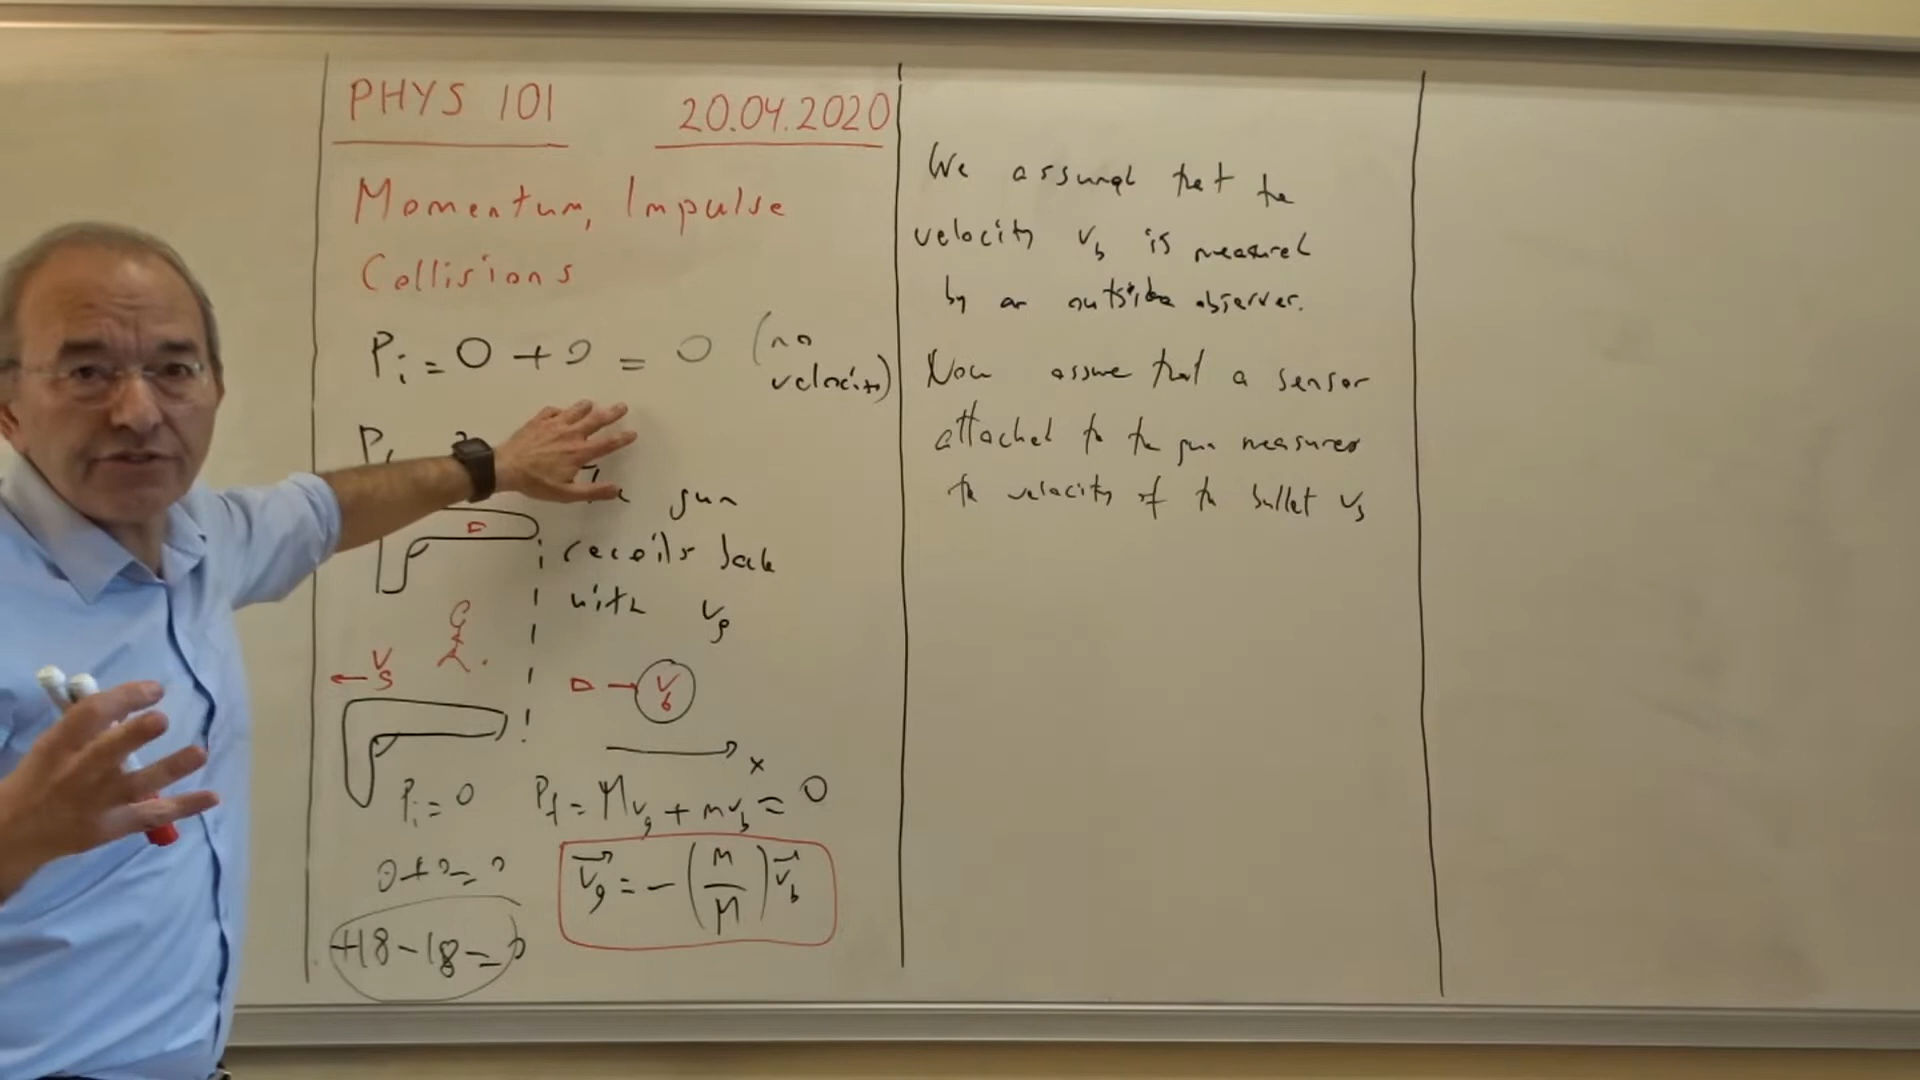 PHYS 101 20.04.2020
Momentum, Impulse
Collisions
Pi = 0 + 0 = 0 (no
velocity)
gun
recoils back
with vg
vg
vb
x
Pi = 0 Pf = Mvg + mvb = 0
0 + 0 = 0
vg = -(m/M) vb
+18 - 18 = 0
We assumed that the
velocity vb is measured
by an outside observer.
Now assume that a sensor
attached to the gun measures
the velocity of the bullet vs